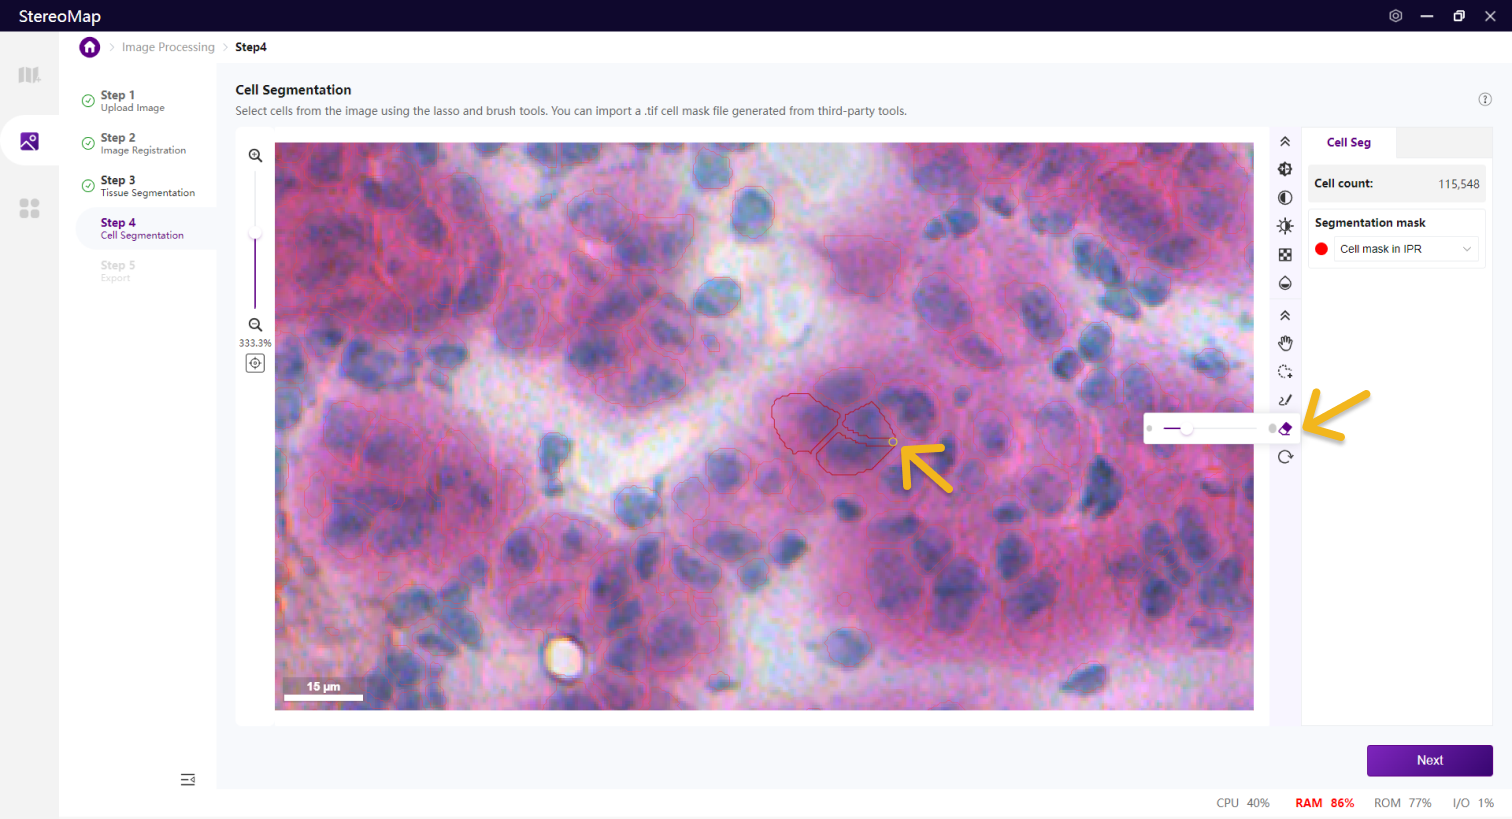 StereoMap
Image Processing
Step4
Step 1
Upload Image
Step 2
Image Registration
Step 3
Tissue Segmentation
Step 4
Cell Segmentation
Step 5
Export
Cell Segmentation
Select cells from the image using the lasso and brush tools. You can import a .tif cell mask file generated from third-party tools.
333.3%
15 μm
Cell Seg
Cell count: 115,548
Segmentation mask
Cell mask in IPR
Next
CPU 40% RAM 86% ROM 77% I/O 1%